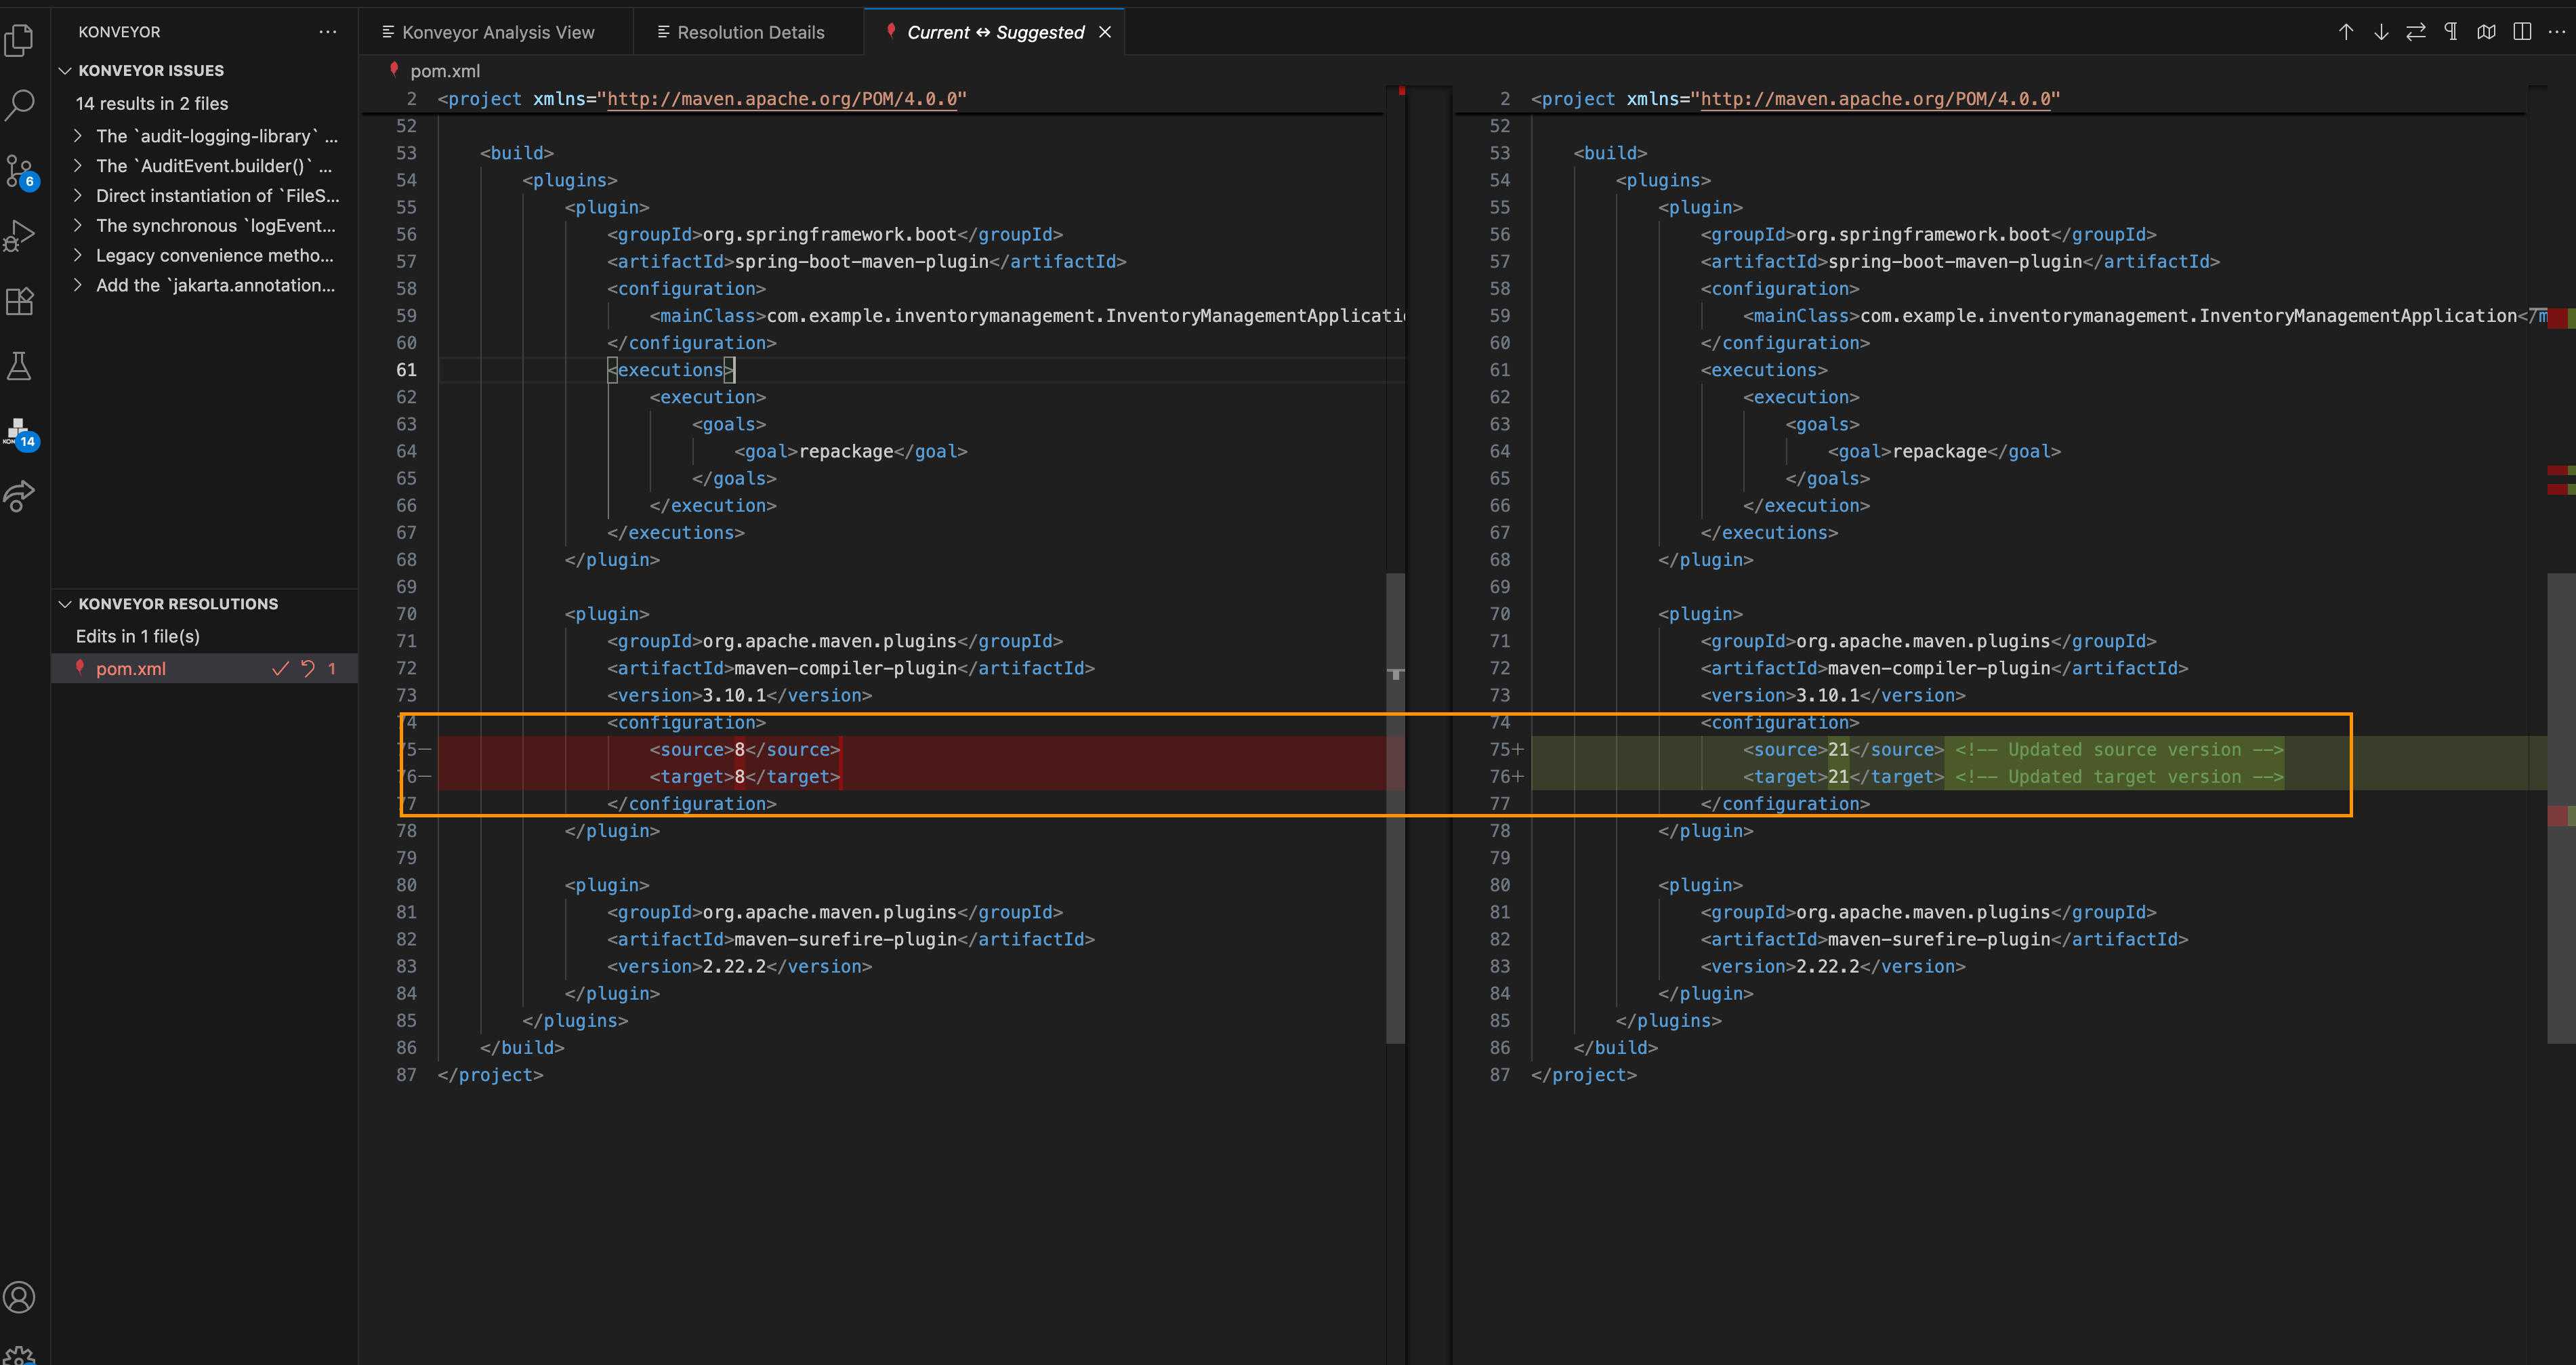 KONVEYOR
KONVEYOR ISSUES
14 results in 2 files
The `audit-logging-library` ...
The `AuditEvent.builder()` ...
Direct instantiation of `FileS...
The synchronous `logEvent...
Legacy convenience metho...
Add the `jakarta.annotation...
6
14
KONVEYOR RESOLUTIONS
Edits in 1 file(s)
pom.xml 1
Konveyor Analysis View
Resolution Details
Current ↔ Suggested
pom.xml
2 <project xmlns="http://maven.apache.org/POM/4.0.0"
52
53 <build>
54 <plugins>
55 <plugin>
56 <groupId>org.springframework.boot</groupId>
57 <artifactId>spring-boot-maven-plugin</artifactId>
58 <configuration>
59 <mainClass>com.example.inventorymanagement.InventoryManagementApplicati
60 </configuration>
61 <executions>
62 <execution>
63 <goals>
64 <goal>repackage</goal>
65 </goals>
66 </execution>
67 </executions>
68 </plugin>
69
70 <plugin>
71 <groupId>org.apache.maven.plugins</groupId>
72 <artifactId>maven-compiler-plugin</artifactId>
73 <version>3.10.1</version>
74 <configuration>
75— <source>8</source>
76— <target>8</target>
77 </configuration>
78 </plugin>
79
80 <plugin>
81 <groupId>org.apache.maven.plugins</groupId>
82 <artifactId>maven-surefire-plugin</artifactId>
83 <version>2.22.2</version>
84 </plugin>
85 </plugins>
86 </build>
87 </project>
2 <project xmlns="http://maven.apache.org/POM/4.0.0"
52
53 <build>
54 <plugins>
55 <plugin>
56 <groupId>org.springframework.boot</groupId>
57 <artifactId>spring-boot-maven-plugin</artifactId>
58 <configuration>
59 <mainClass>com.example.inventorymanagement.InventoryManagementApplication</m
60 </configuration>
61 <executions>
62 <execution>
63 <goals>
64 <goal>repackage</goal>
65 </goals>
66 </execution>
67 </executions>
68 </plugin>
69
70 <plugin>
71 <groupId>org.apache.maven.plugins</groupId>
72 <artifactId>maven-compiler-plugin</artifactId>
73 <version>3.10.1</version>
74 <configuration>
75+ <source>21</source> <!-- Updated source version -->
76+ <target>21</target> <!-- Updated target version -->
77 </configuration>
78 </plugin>
79
80 <plugin>
81 <groupId>org.apache.maven.plugins</groupId>
82 <artifactId>maven-surefire-plugin</artifactId>
83 <version>2.22.2</version>
84 </plugin>
85 </plugins>
86 </build>
87 </project>